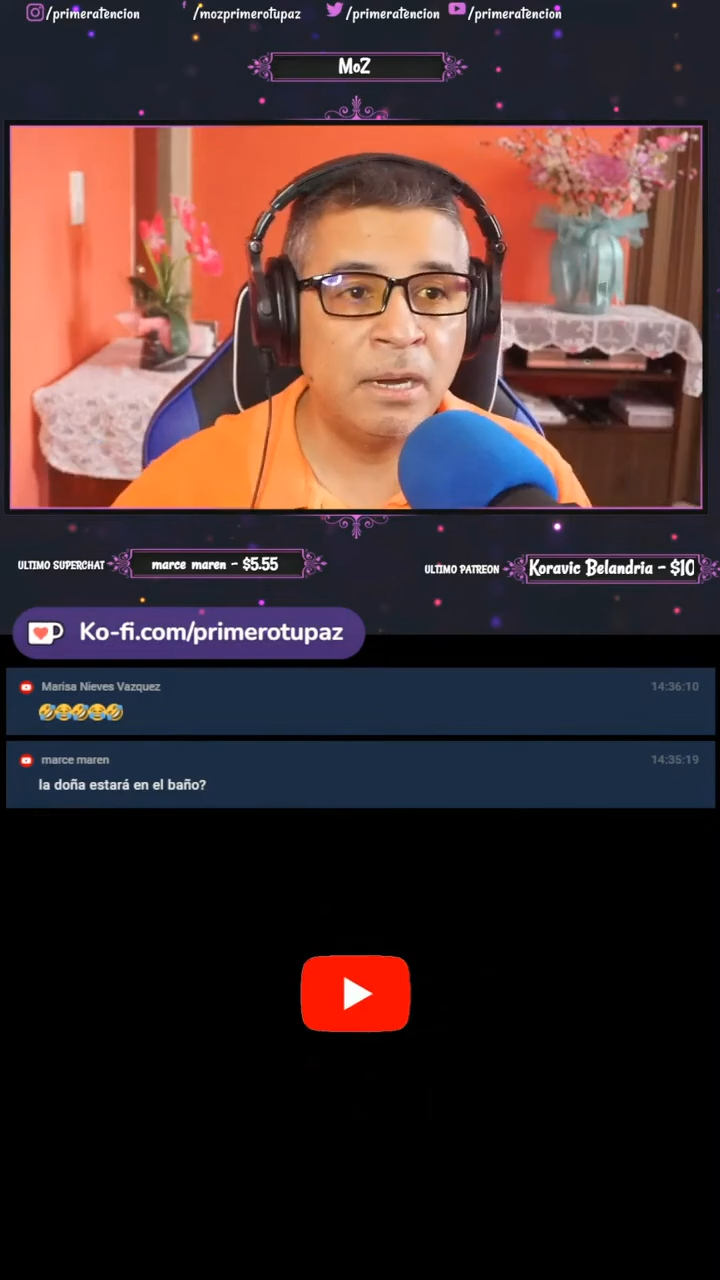 /primeratencion /mozprimerotupaz /primeratencion /primeratencion
MoZ
ULTIMO SUPERCHAT marce maren - $5.55
ULTIMO PATREON Koravic Belandria - $10
Ko-fi.com/primerotupaz
Marisa Nieves Vazquez 14:36:10
🤣😂🤣😂🤣
marce maren 14:35:19
la doña estará en el baño?